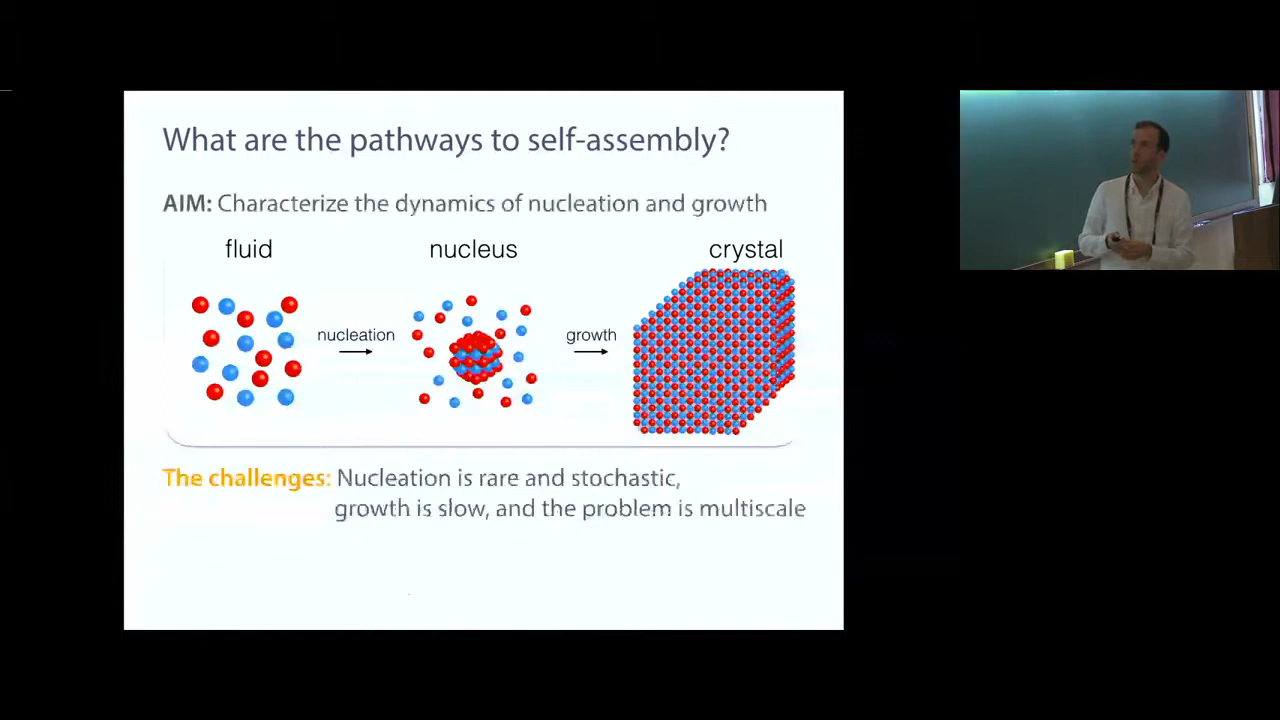 What are the pathways to self-assembly?
AIM: Characterize the dynamics of nucleation and growth
fluid
nucleus
crystal
nucleation
growth
The challenges: Nucleation is rare and stochastic,
growth is slow, and the problem is multiscale